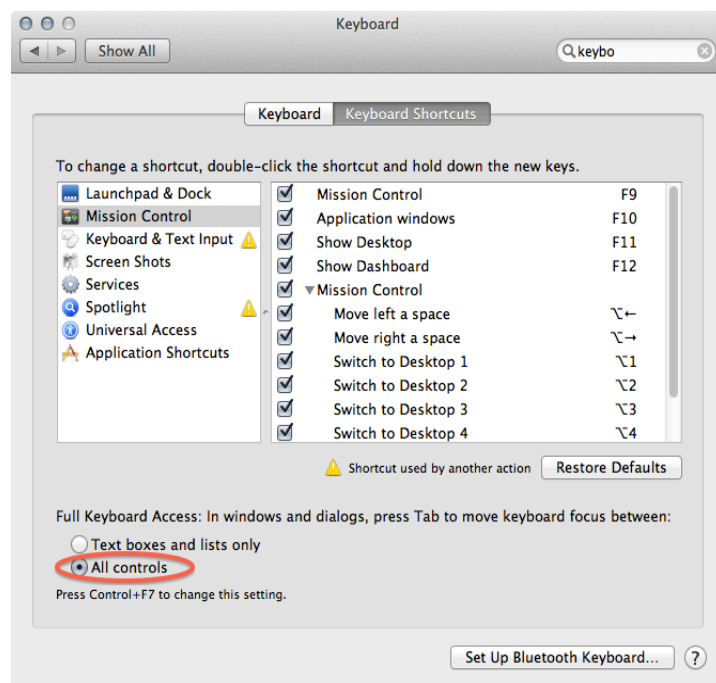 Keyboard
Show All
keybo
Keyboard
Keyboard Shortcuts
To change a shortcut, double-click the shortcut and hold down the new keys.
Launchpad & Dock
Mission Control
Keyboard & Text Input
Screen Shots
Services
Spotlight
Universal Access
Application Shortcuts
Mission Control F9
Application windows F10
Show Desktop F11
Show Dashboard F12
Mission Control
Move left a space ⌥←
Move right a space ⌥→
Switch to Desktop 1 ⌥1
Switch to Desktop 2 ⌥2
Switch to Desktop 3 ⌥3
Switch to Desktop 4 ⌥4
Shortcut used by another action
Restore Defaults
Full Keyboard Access: In windows and dialogs, press Tab to move keyboard focus between:
Text boxes and lists only
All controls
Press Control+F7 to change this setting.
Set Up Bluetooth Keyboard...
?